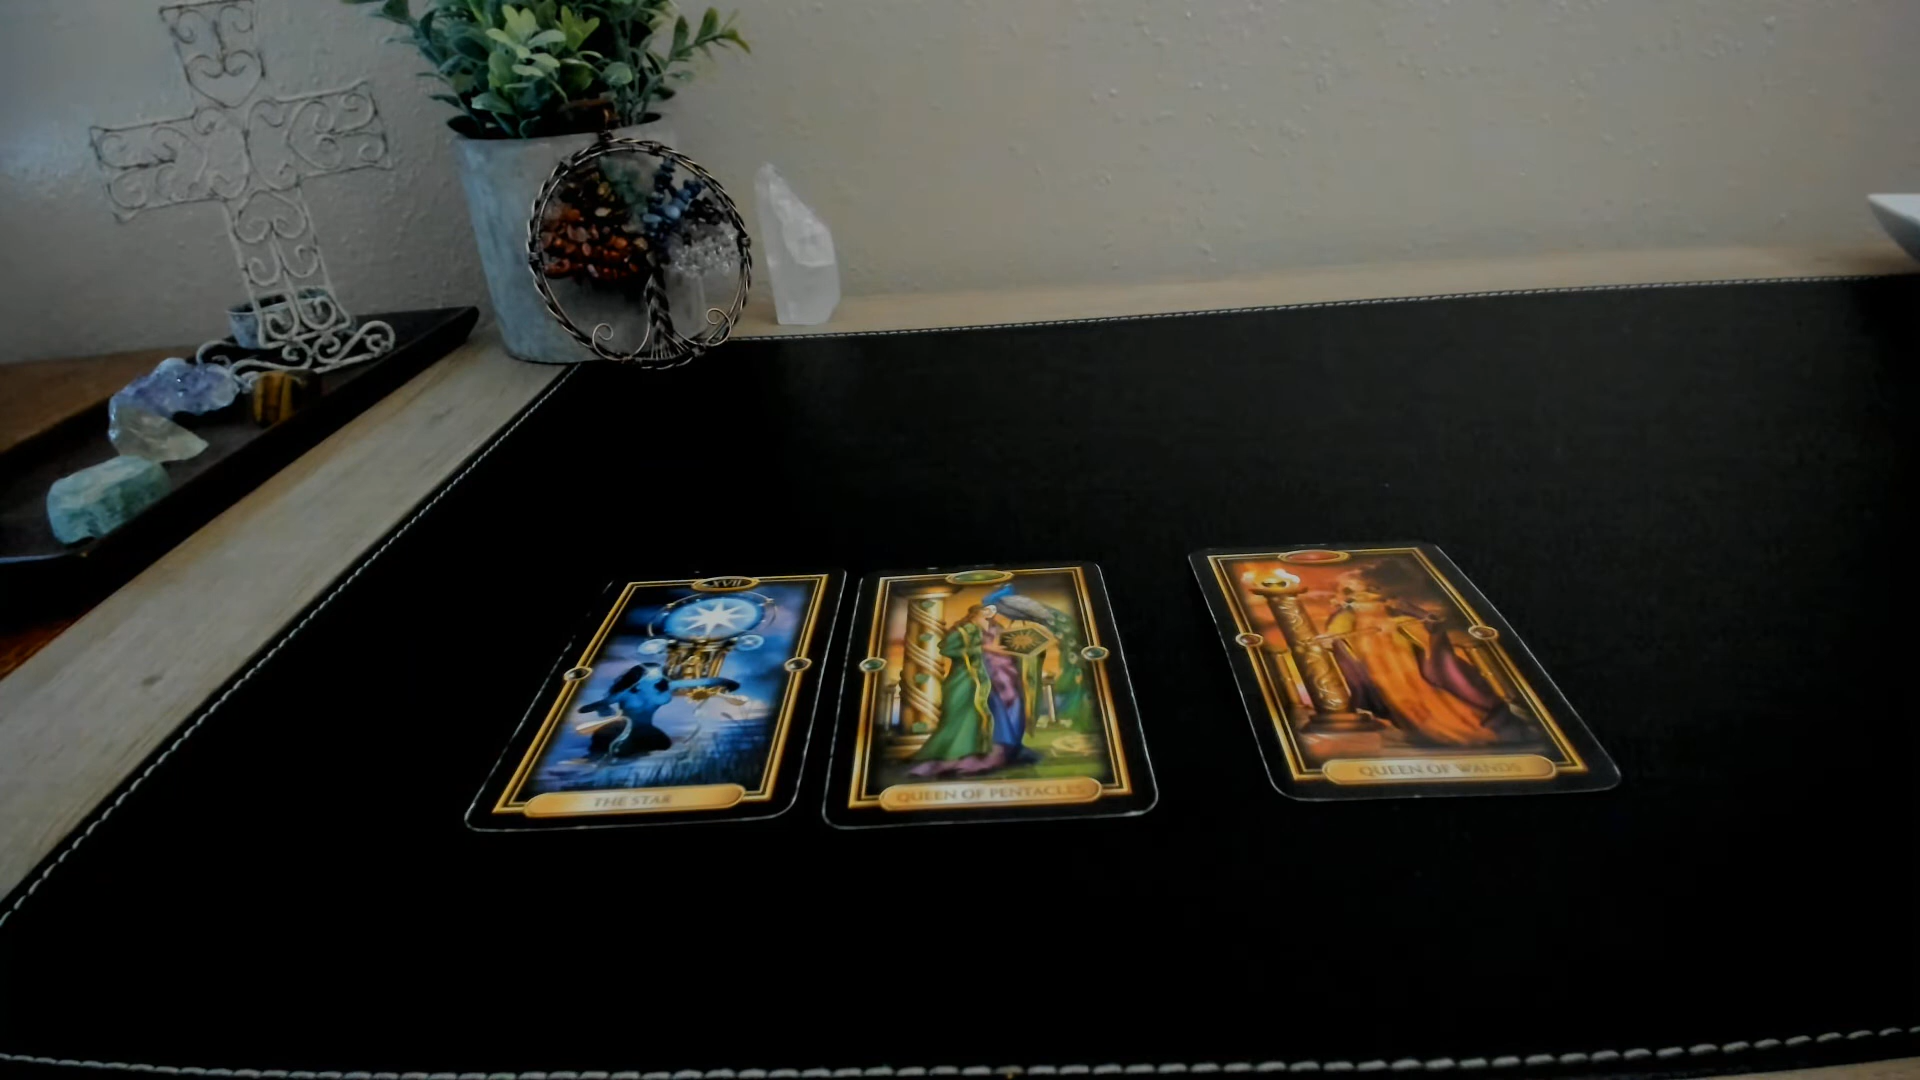 XVII
THE STAR
QUEEN OF PENTACLES
QUEEN OF WANDS